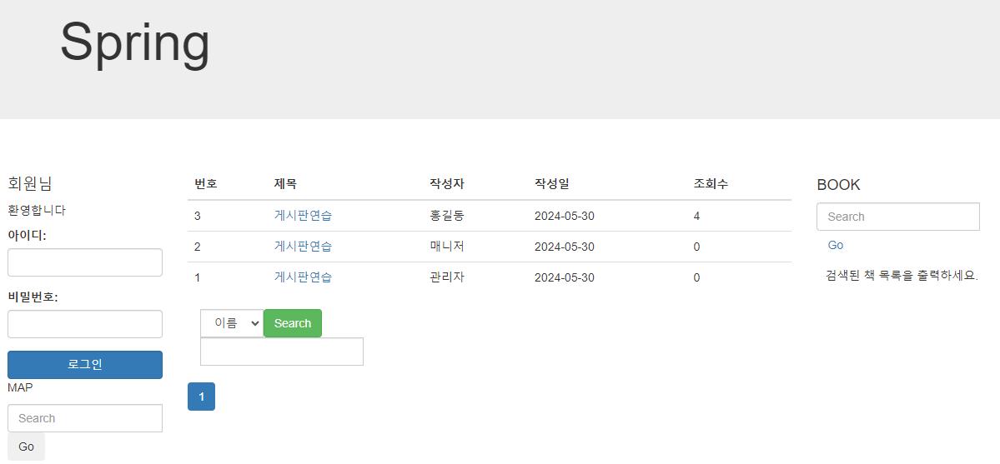 Spring
회원님
환영합니다
아이디:
비밀번호:
로그인
MAP
Search
Go
번호 제목 작성자 작성일 조회수
3 게시판연습 홍길동 2024-05-30 4
2 게시판연습 매니저 2024-05-30 0
1 게시판연습 관리자 2024-05-30 0
이름 Search
1
BOOK
Search
Go
검색된 책 목록을 출력하세요.